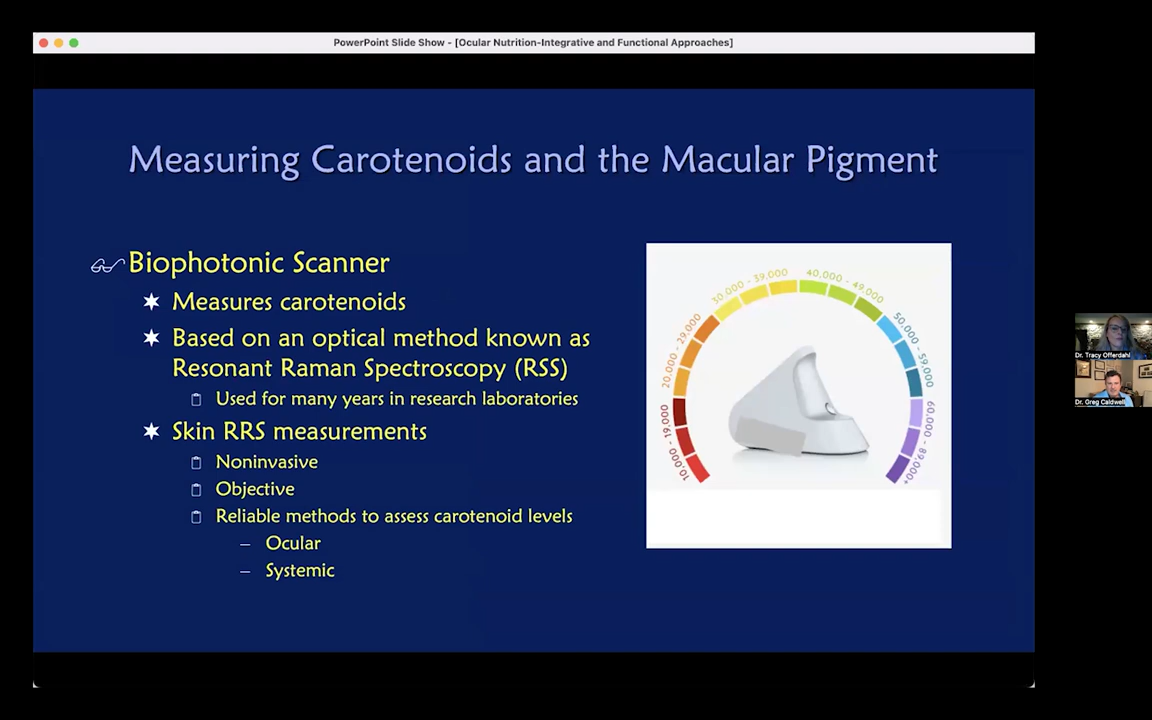 PowerPoint Slide Show - [Ocular Nutrition-Integrative and Functional Approaches]
Measuring Carotenoids and the Macular Pigment
Biophotonic Scanner
Measures carotenoids
Based on an optical method known as
Resonant Raman Spectroscopy (RSS)
Used for many years in research laboratories
Skin RRS measurements
Noninvasive
Objective
Reliable methods to assess carotenoid levels
– Ocular
– Systemic
10,000 - 19,000
20,000 - 29,000
30,000 - 39,000
40,000 - 49,000
50,000 - 59,000
60,000 - 89,000+
Dr. Tracy Offerdahl
Dr. Greg Caldwell